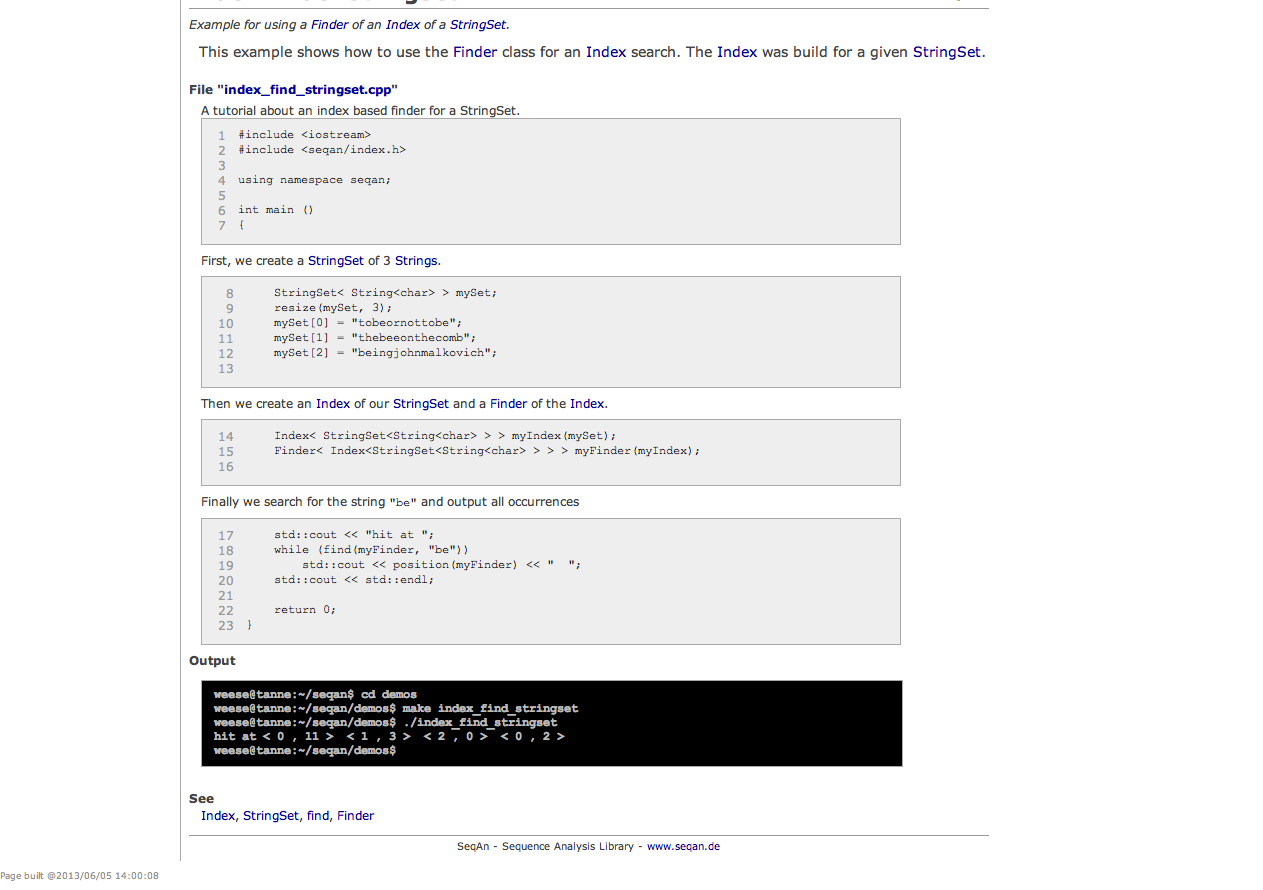 Example for using a Finder of an Index of a StringSet.
This example shows how to use the Finder class for an Index search. The Index was build for a given StringSet.
File "index_find_stringset.cpp"
A tutorial about an index based finder for a StringSet.
1 #include <iostream>
2 #include <seqan/index.h>
3
4 using namespace seqan;
5
6 int main ()
7 {
First, we create a StringSet of 3 Strings.
8 StringSet< String<char> > mySet;
9 resize(mySet, 3);
10 mySet[0] = "tobeornottobe";
11 mySet[1] = "thebeeonthecomb";
12 mySet[2] = "beingjohnmalkovich";
13
Then we create an Index of our StringSet and a Finder of the Index.
14 Index< StringSet<String<char> > > myIndex(mySet);
15 Finder< Index<StringSet<String<char> > > > myFinder(myIndex);
16
Finally we search for the string "be" and output all occurrences
17 std::cout << "hit at ";
18 while (find(myFinder, "be"))
19 std::cout << position(myFinder) << "  ";
20 std::cout << std::endl;
21
22 return 0;
23 }
Output
weese@tanne:~/seqan$ cd demos
weese@tanne:~/seqan/demos$ make index_find_stringset
weese@tanne:~/seqan/demos$ ./index_find_stringset
hit at < 0 , 11 >  < 1 , 3 >  < 2 , 0 >  < 0 , 2 >
weese@tanne:~/seqan/demos$
See
Index, StringSet, find, Finder
SeqAn - Sequence Analysis Library - www.seqan.de
Page built @2013/06/05 14:00:08